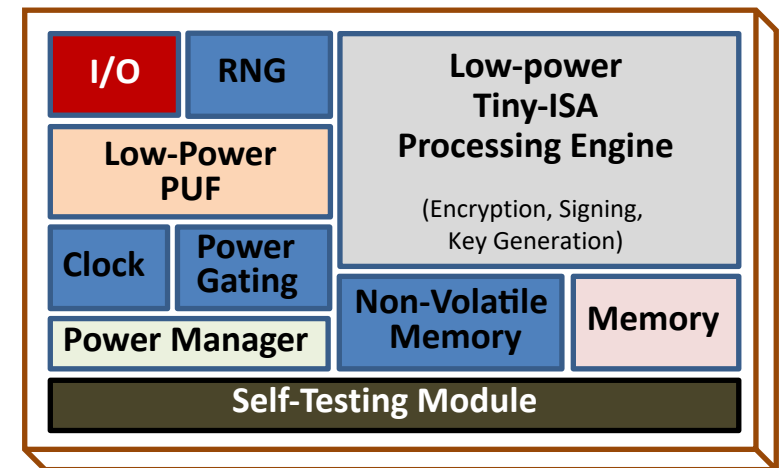 I/O
RNG
Low-power
Tiny-ISA
Processing Engine
(Encryption, Signing,
Key Generation)
Low-Power
PUF
Clock
Power
Gating
Non-Volatile
Memory
Memory
Power Manager
Self-Testing Module